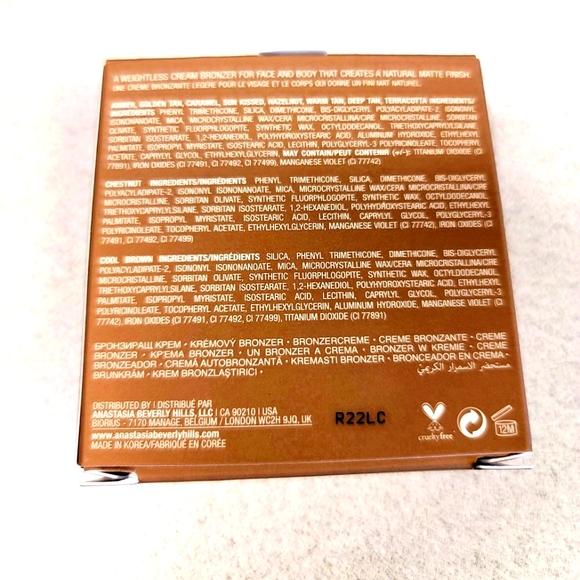 A WEIGHTLESS CREAM BRONZER FOR FACE AND BODY THAT CREATES A NATURAL MATTE FINISH.
UNE CRÈME BRONZANTE LÉGÈRE POUR LE VISAGE ET LE CORPS QUI DONNE UN FINI MAT NATUREL.
AMBER, GOLDEN TAN, CARAMEL, SUN KISSED, HAZELNUT, WARM TAN, DEEP TAN, TERRACOTTA INGREDIENTS/
INGRÉDIENTS PHENYL TRIMETHICONE, SILICA, DIMETHICONE, BIS-DIGLYCERYL POLYACYLADIPATE-2, ISONONYL
ISONONANOATE, MICA, MICROCRYSTALLINE WAX/CERA MICROCRISTALLINA/CIRE MICROCRISTALLINE, SORBITAN
OLIVATE, SYNTHETIC FLUORPHLOGOPITE, SYNTHETIC WAX, OCTYLDODECANOL, TRIETHOXYCAPRYLYLSILANE,
SORBITAN ISOSTEARATE, 1,2-HEXANEDIOL, POLYHYDROXYSTEARIC ACID, ALUMINUM HYDROXIDE, ETHYLHEXYL
PALMITATE, ISOPROPYL MYRISTATE, ISOSTEARIC ACID, LECITHIN, POLYGLYCERYL-3 POLYRICINOLEATE, TOCOPHERYL
ACETATE, CAPRYLYL GLYCOL, ETHYLHEXYLGLYCERIN, MAY CONTAIN/PEUT CONTENIR (+/-): TITANIUM DIOXIDE (CI
77891), IRON OXIDES (CI 77491, CI 77492, CI 77499), MANGANESE VIOLET (CI 77742)
CHESTNUT INGREDIENTS/INGRÉDIENTS PHENYL TRIMETHICONE, SILICA, DIMETHICONE, BIS-DIGLYCERYL
POLYACYLADIPATE-2, ISONONYL ISONONANOATE, MICA, MICROCRYSTALLINE WAX/CERA MICROCRISTALLINA/CIRE
MICROCRISTALLINE, SORBITAN OLIVATE, SYNTHETIC FLUORPHLOGOPITE, SYNTHETIC WAX, OCTYLDODECANOL,
TRIETHOXYCAPRYLYLSILANE, SORBITAN ISOSTEARATE, 1,2-HEXANEDIOL, POLYHYDROXYSTEARIC ACID, ETHYLHEXYL
PALMITATE, ISOPROPYL MYRISTATE, ISOSTEARIC ACID, LECITHIN, CAPRYLYL GLYCOL, POLYGLYCERYL-3
POLYRICINOLEATE, TOCOPHERYL ACETATE, ETHYLHEXYLGLYCERIN, MANGANESE VIOLET (CI 77742), IRON OXIDES (CI
77491, CI 77492, CI 77499)
COOL BROWN INGREDIENTS/INGRÉDIENTS SILICA, PHENYL TRIMETHICONE, DIMETHICONE, BIS-DIGLYCERYL
POLYACYLADIPATE-2, ISONONYL ISONONANOATE, MICA, MICROCRYSTALLINE WAX/CERA MICROCRISTALLINA/CIRE
MICROCRISTALLINE, SORBITAN OLIVATE, SYNTHETIC FLUORPHLOGOPITE, SYNTHETIC WAX, OCTYLDODECANOL,
TRIETHOXYCAPRYLYLSILANE, SORBITAN ISOSTEARATE, 1,2-HEXANEDIOL, POLYHYDROXYSTEARIC ACID, ETHYLHEXYL
PALMITATE, ISOPROPYL MYRISTATE, ISOSTEARIC ACID, LECITHIN, CAPRYLYL GLYCOL, POLYGLYCERYL-3
POLYRICINOLEATE, TOCOPHERYL ACETATE, ETHYLHEXYLGLYCERIN, ALUMINUM HYDROXIDE, MANGANESE VIOLET (CI
77742), IRON OXIDES (CI 77491, CI 77492, CI 77499), TITANIUM DIOXIDE (CI 77891)
БРОНЗИРАЩ КРЕМ • KRÉMOVÝ BRONZER • BRONZERCREME • CREME BRONZANTE • CREME
BRONZER • ΚΡΕΜΑ BRONZER • UN BRONZER A CREMA • BRONZER W KREMIE • CREME
BRONZEADOR • CREMĂ AUTOBRONZANTĂ • KREMASTI BRONZER • BRONCEADOR EN CREMA •
BRUNKRÄM • KREM BRONZLAŞTIRICI • مستحضر الاسمرار الكريمي
DISTRIBUTED BY | DISTRIBUÉ PAR
ANASTASIA BEVERLY HILLS, LLC | CA 90210 | USA
BIORIUS - 7170 MANAGE, BELGIUM / LONDON WC2H 9JQ, UK
www.anastasiabeverlyhills.com
MADE IN KOREA/FABRIQUÉ EN CORÉE
R22LC
crueltyfree
12M